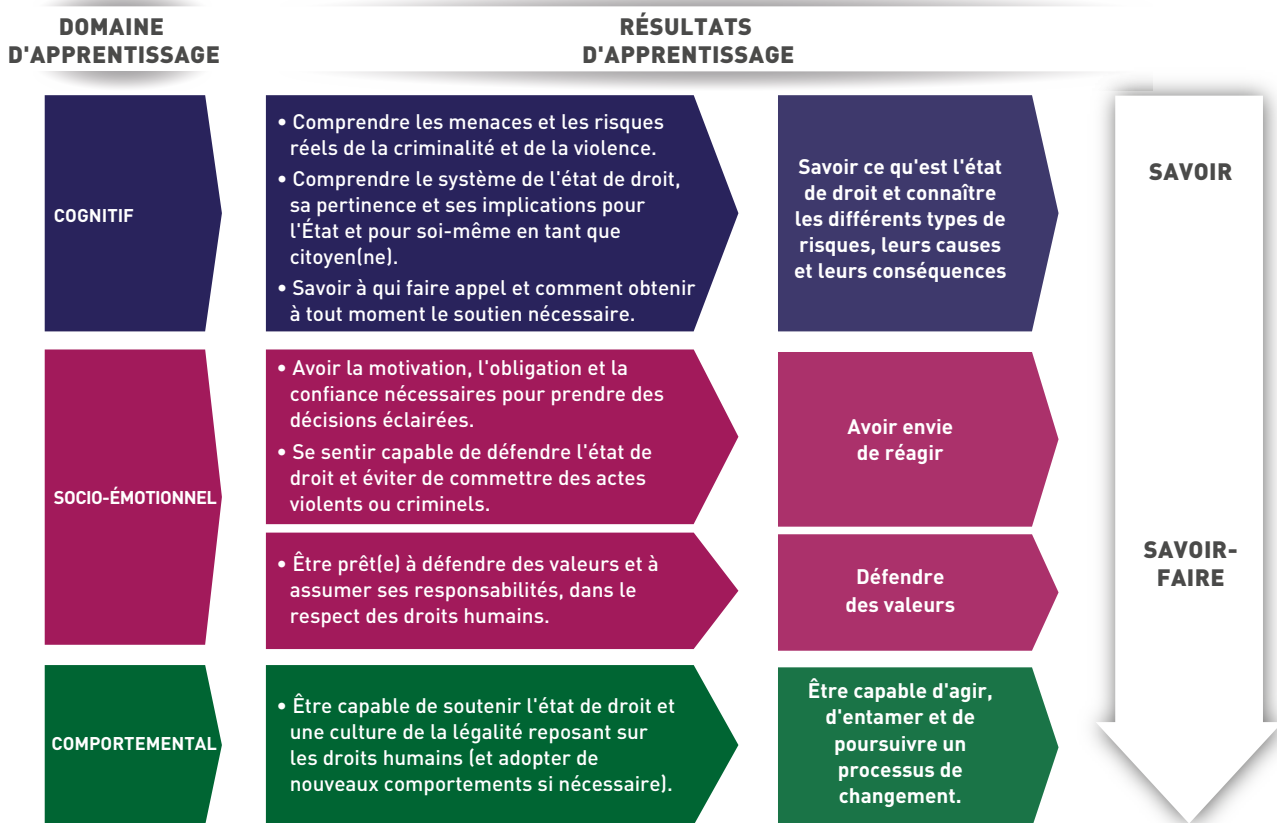 DOMAINE
D'APPRENTISSAGE
RÉSULTATS
D'APPRENTISSAGE
COGNITIF
• Comprendre les menaces et les risques
réels de la criminalité et de la violence.
• Comprendre le système de l'état de droit,
sa pertinence et ses implications pour
l'État et pour soi-même en tant que
citoyen(ne).
• Savoir à qui faire appel et comment obtenir
à tout moment le soutien nécessaire.
Savoir ce qu'est l'état
de droit et connaître
les différents types de
risques, leurs causes
et leurs conséquences
SAVOIR
SOCIO-ÉMOTIONNEL
• Avoir la motivation, l'obligation et la
confiance nécessaires pour prendre des
décisions éclairées.
• Se sentir capable de défendre l'état de
droit et éviter de commettre des actes
violents ou criminels.
Avoir envie
de réagir
• Être prêt(e) à défendre des valeurs et à
assumer ses responsabilités, dans le
respect des droits humains.
Défendre
des valeurs
SAVOIR-
FAIRE
COMPORTEMENTAL
• Être capable de soutenir l'état de droit et
une culture de la légalité reposant sur
les droits humains (et adopter de
nouveaux comportements si nécessaire).
Être capable d'agir,
d'entamer et de
poursuivre un
processus de
changement.